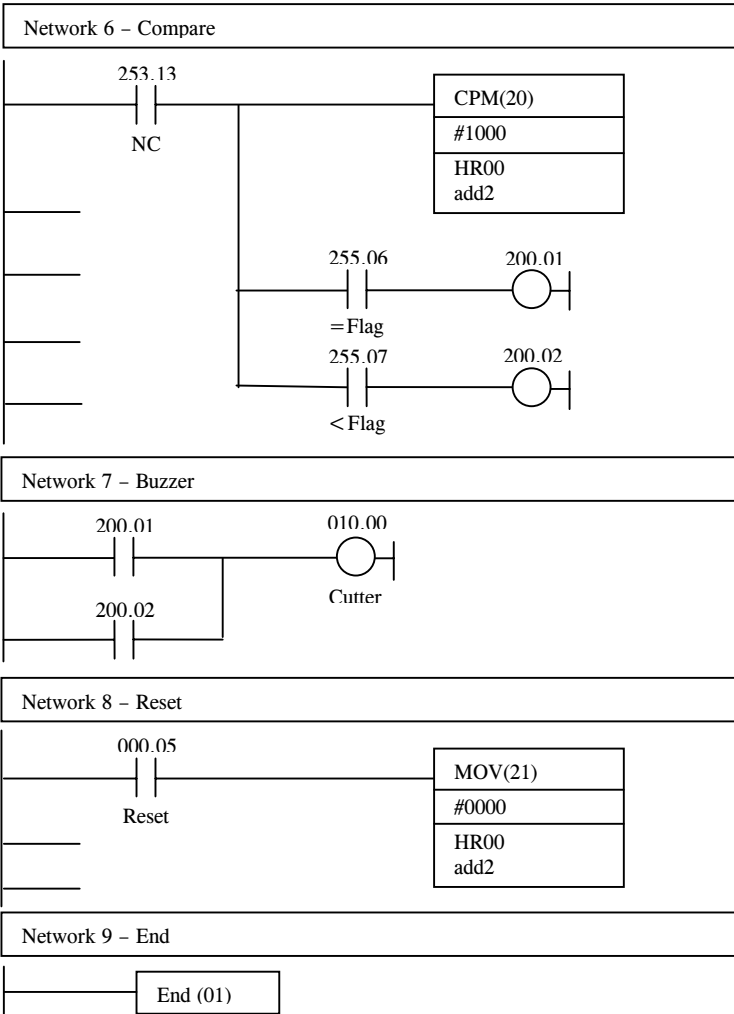 Network 6 – Compare
253.13
NC
CPM(20)
#1000
HR00
add2
255.06
200.01
=Flag
255.07
200.02
<Flag
Network 7 – Buzzer
200.01
010.00
Cutter
200.02
Network 8 – Reset
000.05
Reset
MOV(21)
#0000
HR00
add2
Network 9 – End
End (01)